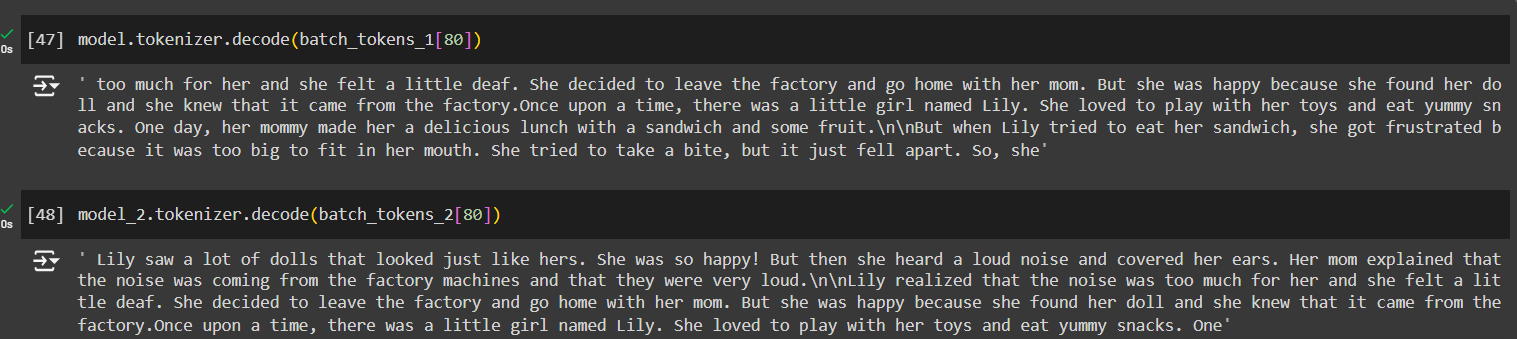 [47] model.tokenizer.decode(batch_tokens_1[80])
0s
' too much for her and she felt a little deaf. She decided to leave the factory and go home with her mom. But she was happy because she found her do
ll and she knew that it came from the factory.Once upon a time, there was a little girl named Lily. She loved to play with her toys and eat yummy sn
acks. One day, her mommy made her a delicious lunch with a sandwich and some fruit.\n\nBut when Lily tried to eat her sandwich, she got frustrated b
ecause it was too big to fit in her mouth. She tried to take a bite, but it just fell apart. So, she'
[48] model_2.tokenizer.decode(batch_tokens_2[80])
0s
' Lily saw a lot of dolls that looked just like hers. She was so happy! But then she heard a loud noise and covered her ears. Her mom explained that
the noise was coming from the factory machines and that they were very loud.\n\nLily realized that the noise was too much for her and she felt a lit
tle deaf. She decided to leave the factory and go home with her mom. But she was happy because she found her doll and she knew that it came from the
factory.Once upon a time, there was a little girl named Lily. She loved to play with her toys and eat yummy snacks. One'